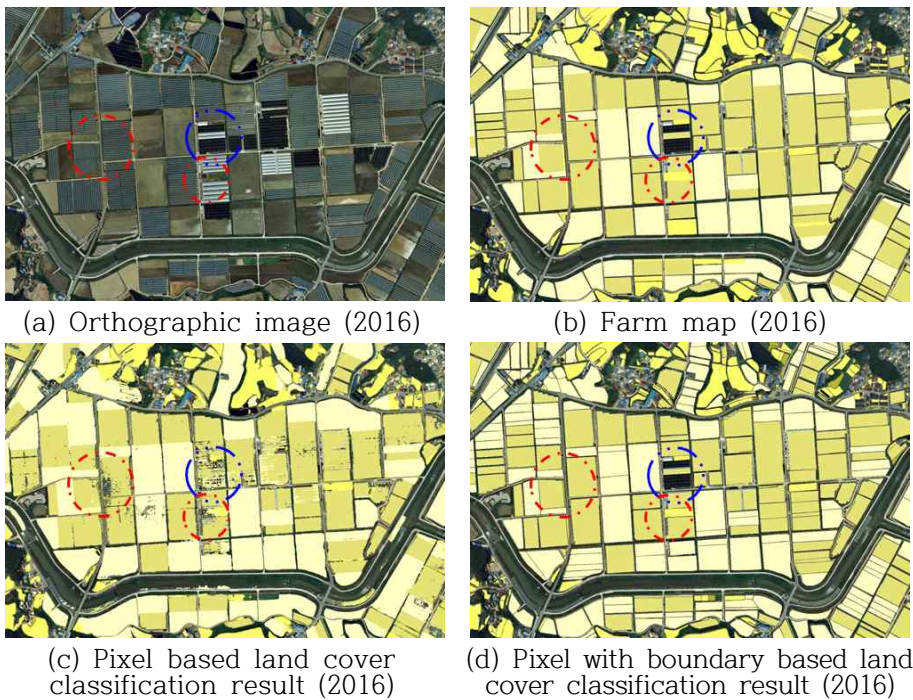 (a) Orthographic image (2016)
(b) Farm map (2016)
(c) Pixel based land cover
classification result (2016)
(d) Pixel with boundary based land
cover classification result (2016)